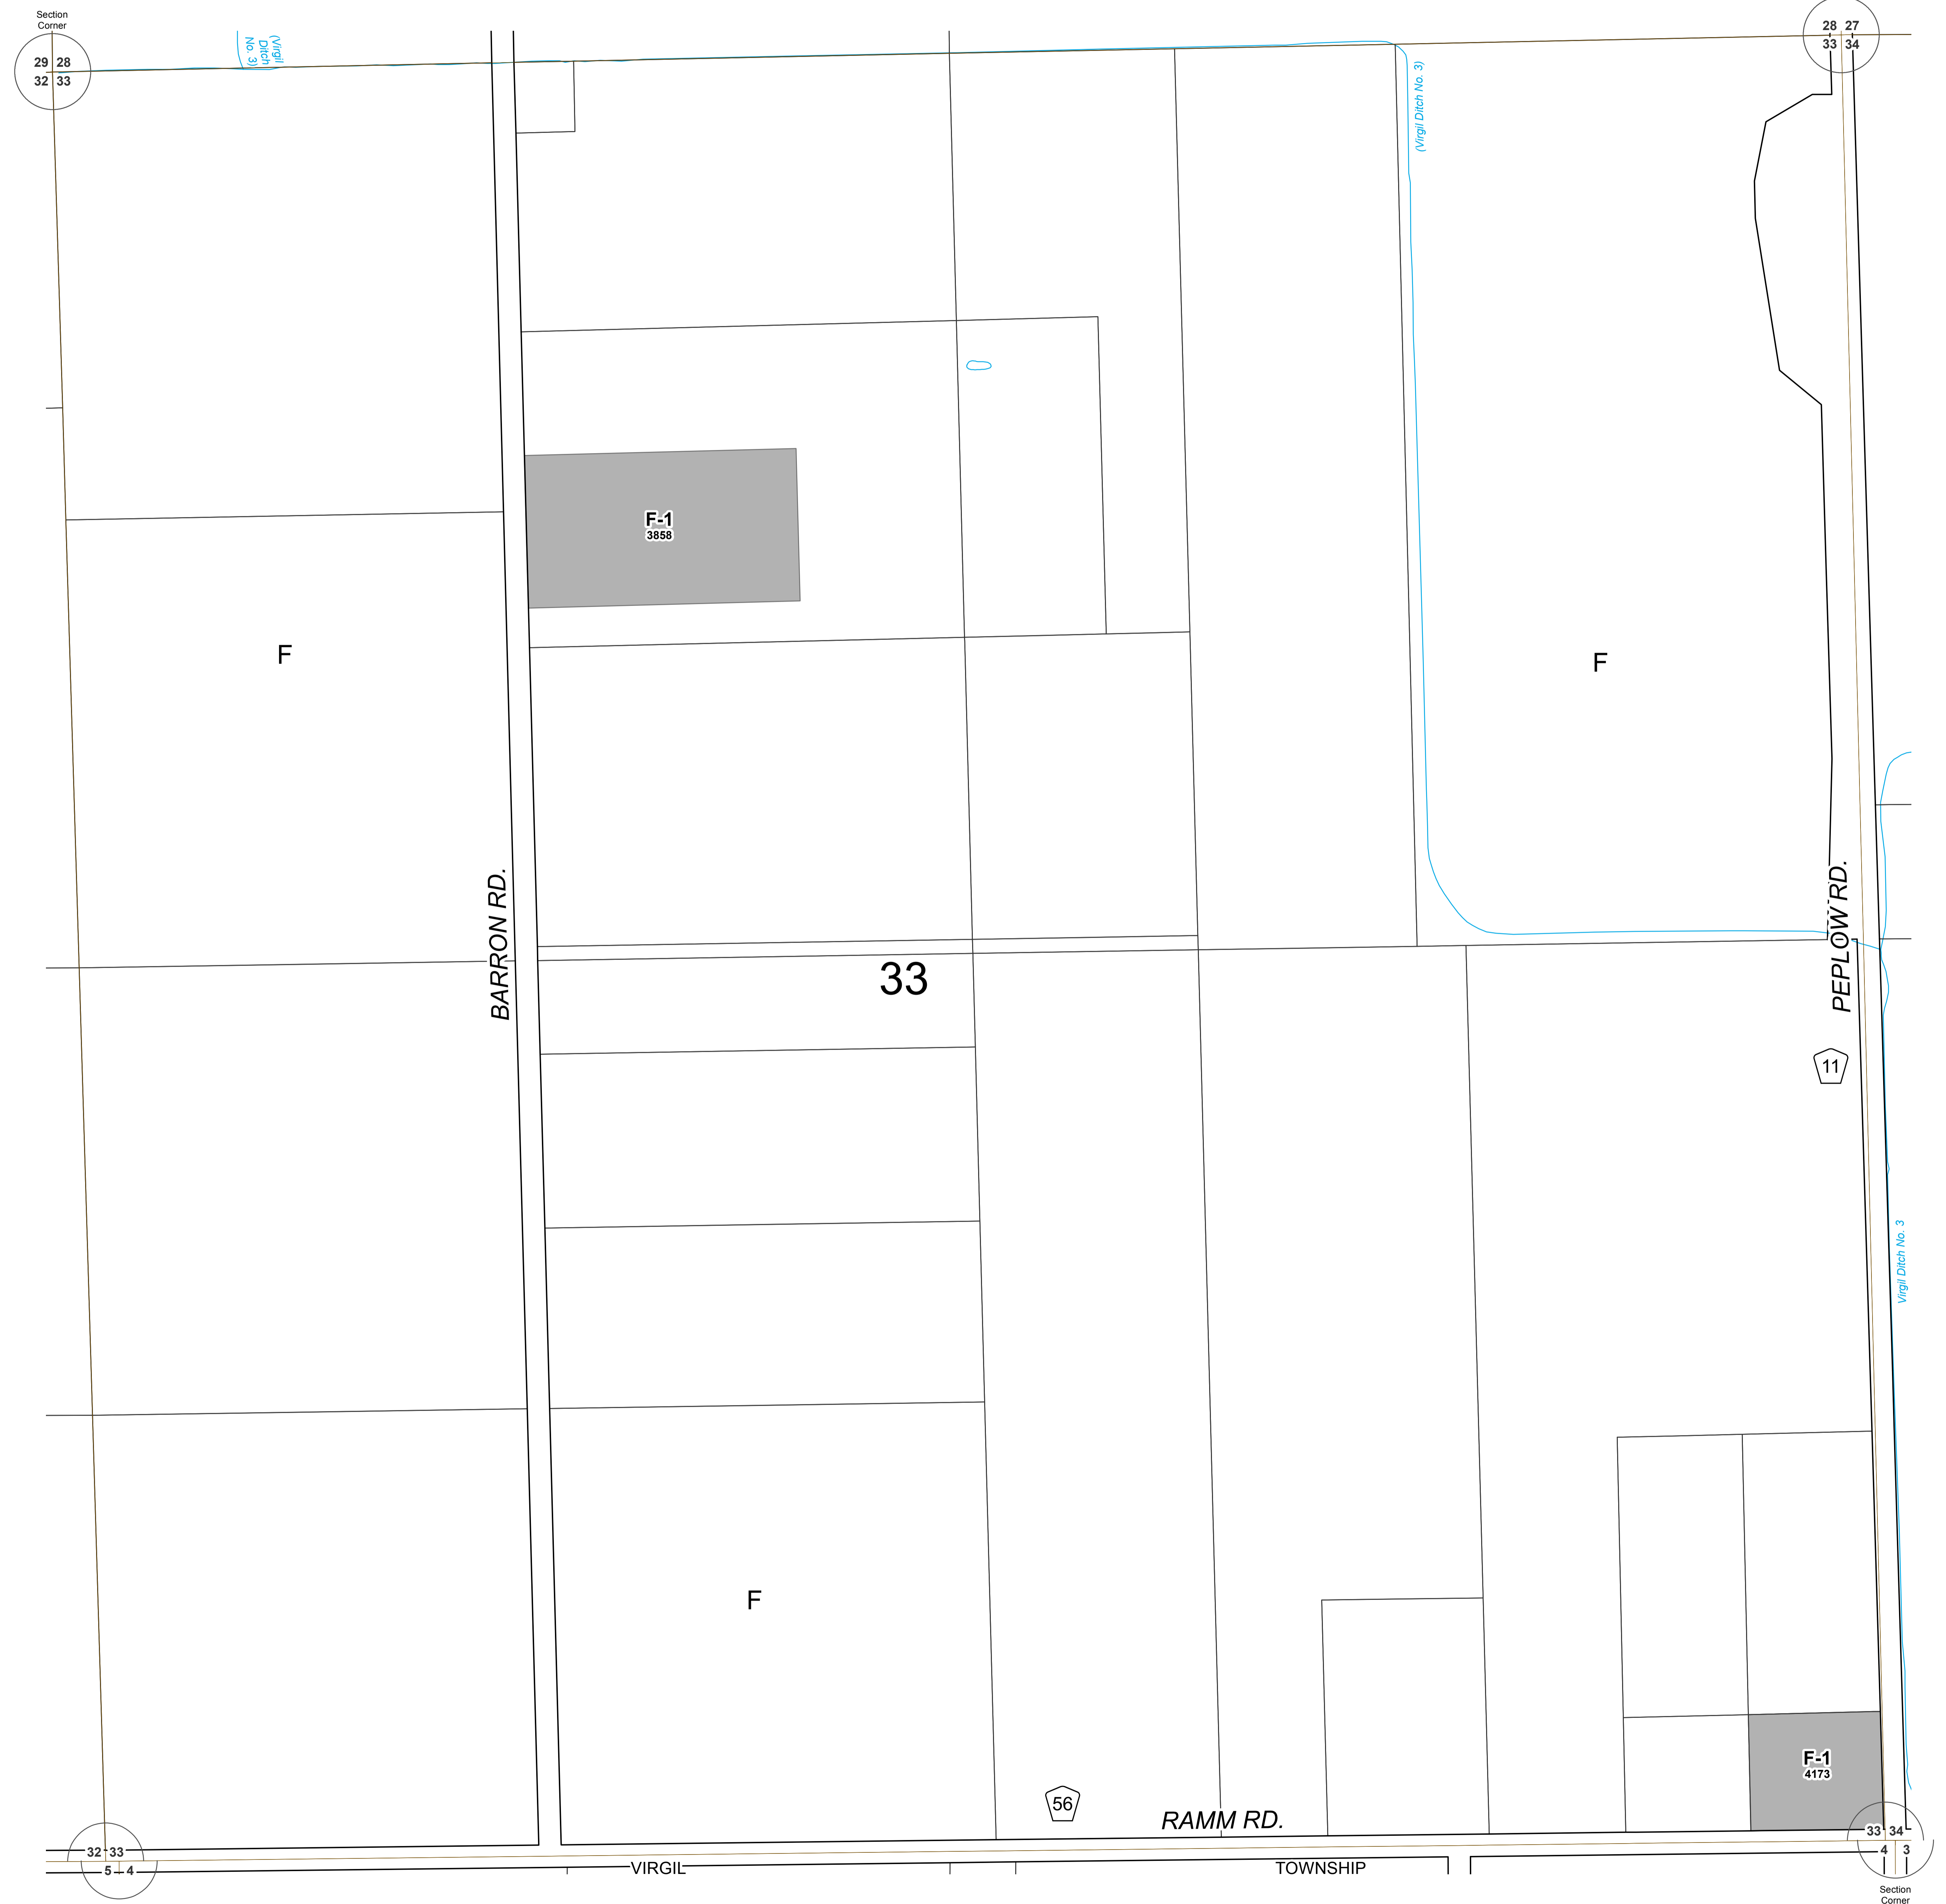 Section
Corner
29 28
32 33
(Virgil
Ditch
No. 3)
(Virgil Ditch No. 3)
28 27
33 34
F-1
3858
F
F
BARRON RD.
33
PEPLOW RD.
11
Virgil Ditch No. 3
F
F-1
4173
56
RAMM RD.
32 33
5 4
VIRGIL
TOWNSHIP
33 34
4 3
Section
Corner